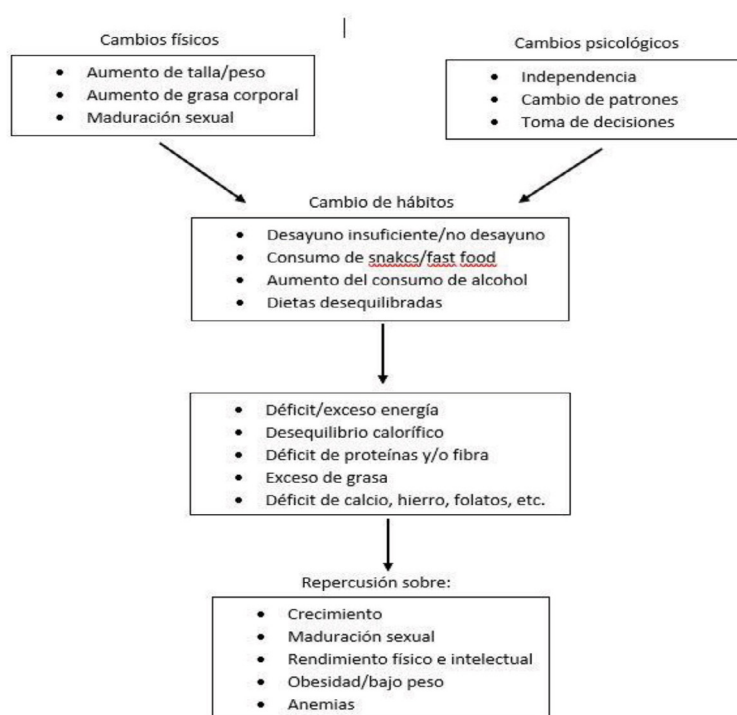 Cambios físicos
• Aumento de talla/peso
• Aumento de grasa corporal
• Maduración sexual
Cambios psicológicos
• Independencia
• Cambio de patrones
• Toma de decisiones
Cambio de hábitos
• Desayuno insuficiente/no desayuno
• Consumo de snakcs/fast food
• Aumento del consumo de alcohol
• Dietas desequilibradas
• Déficit/exceso energía
• Desequilibrio calorífico
• Déficit de proteínas y/o fibra
• Exceso de grasa
• Déficit de calcio, hierro, folatos, etc.
Repercusión sobre:
• Crecimiento
• Maduración sexual
• Rendimiento físico e intelectual
• Obesidad/bajo peso
• Anemias